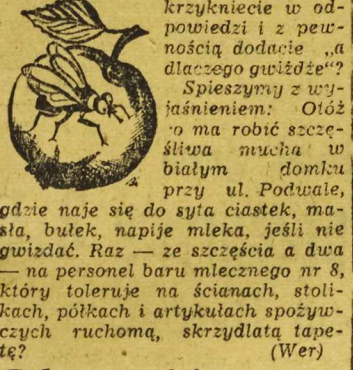 krzykniecie w od-
powiedzi i z pew-
nością dodacie „a
dlaczego gwiżdże“?
Spieszymy z wy-
jaśnieniem: Otóż
co ma robić szczę-
śliwa mucha w
białym domku
przy ul. Podwale,
gdzie naje się do syta ciastek, ma-
sła, bułek, napije mleka, jeśli nie
gwizdać. Raz — ze szczęścia a dwa
— na personel baru mlecznego nr 8,
który toleruje na ścianach, stoli-
kach, półkach i artykułach spożyw-
czych ruchomą, skrzydlatą tape-
tę? (Wer)